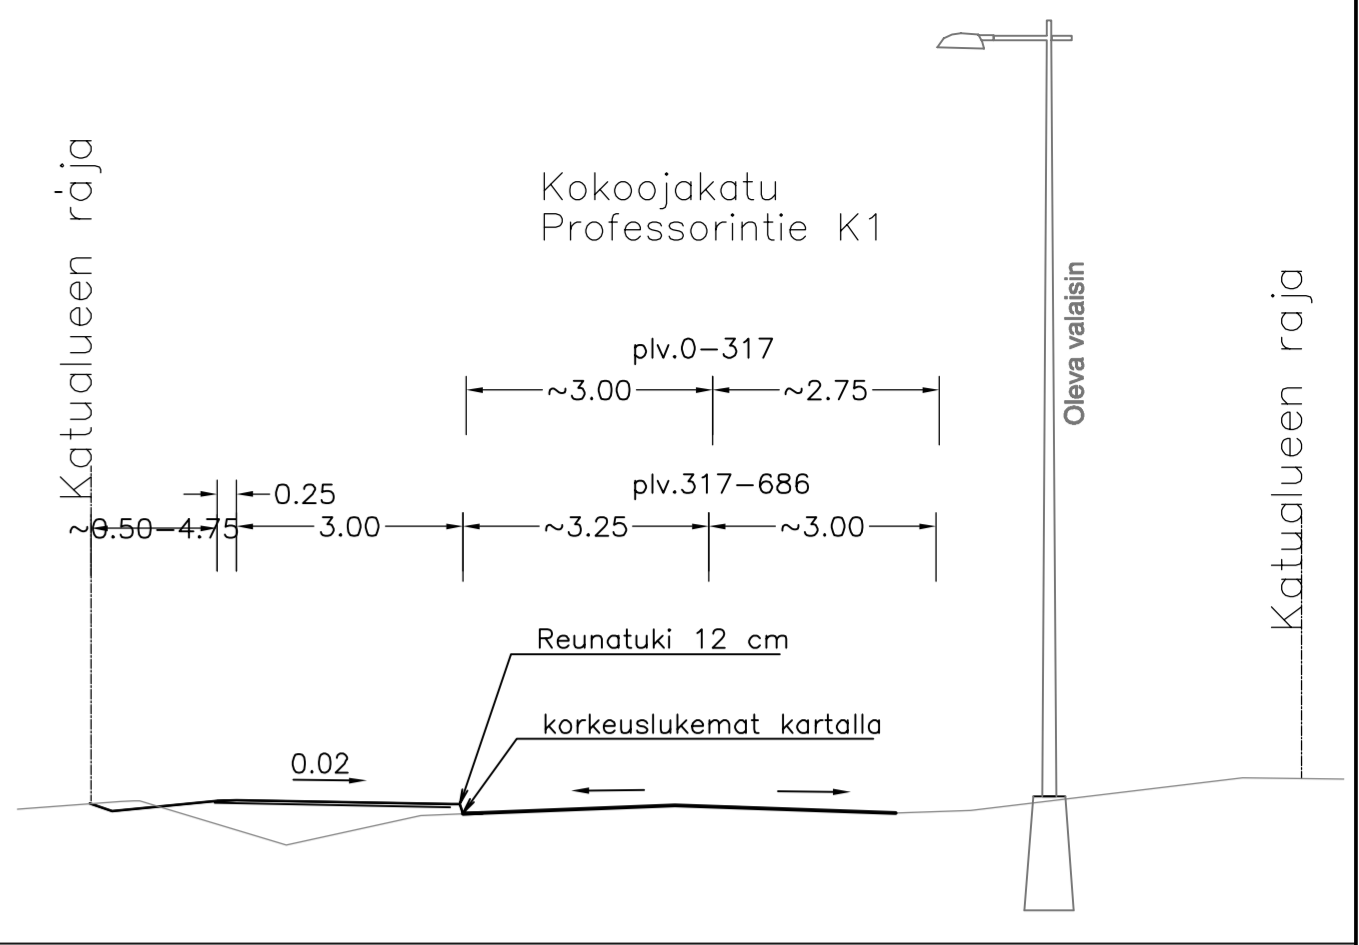 Katualueen raja
Kokoojakatu
Professorintie K1
Oleva valaisin
Katualueen raja
plv.0-317
~3.00
~2.75
plv.317-686
0.25
~0.50-4.75
3.00
~3.25
~3.00
Reunatuki 12 cm
korkeuslukemat kartalla
0.02